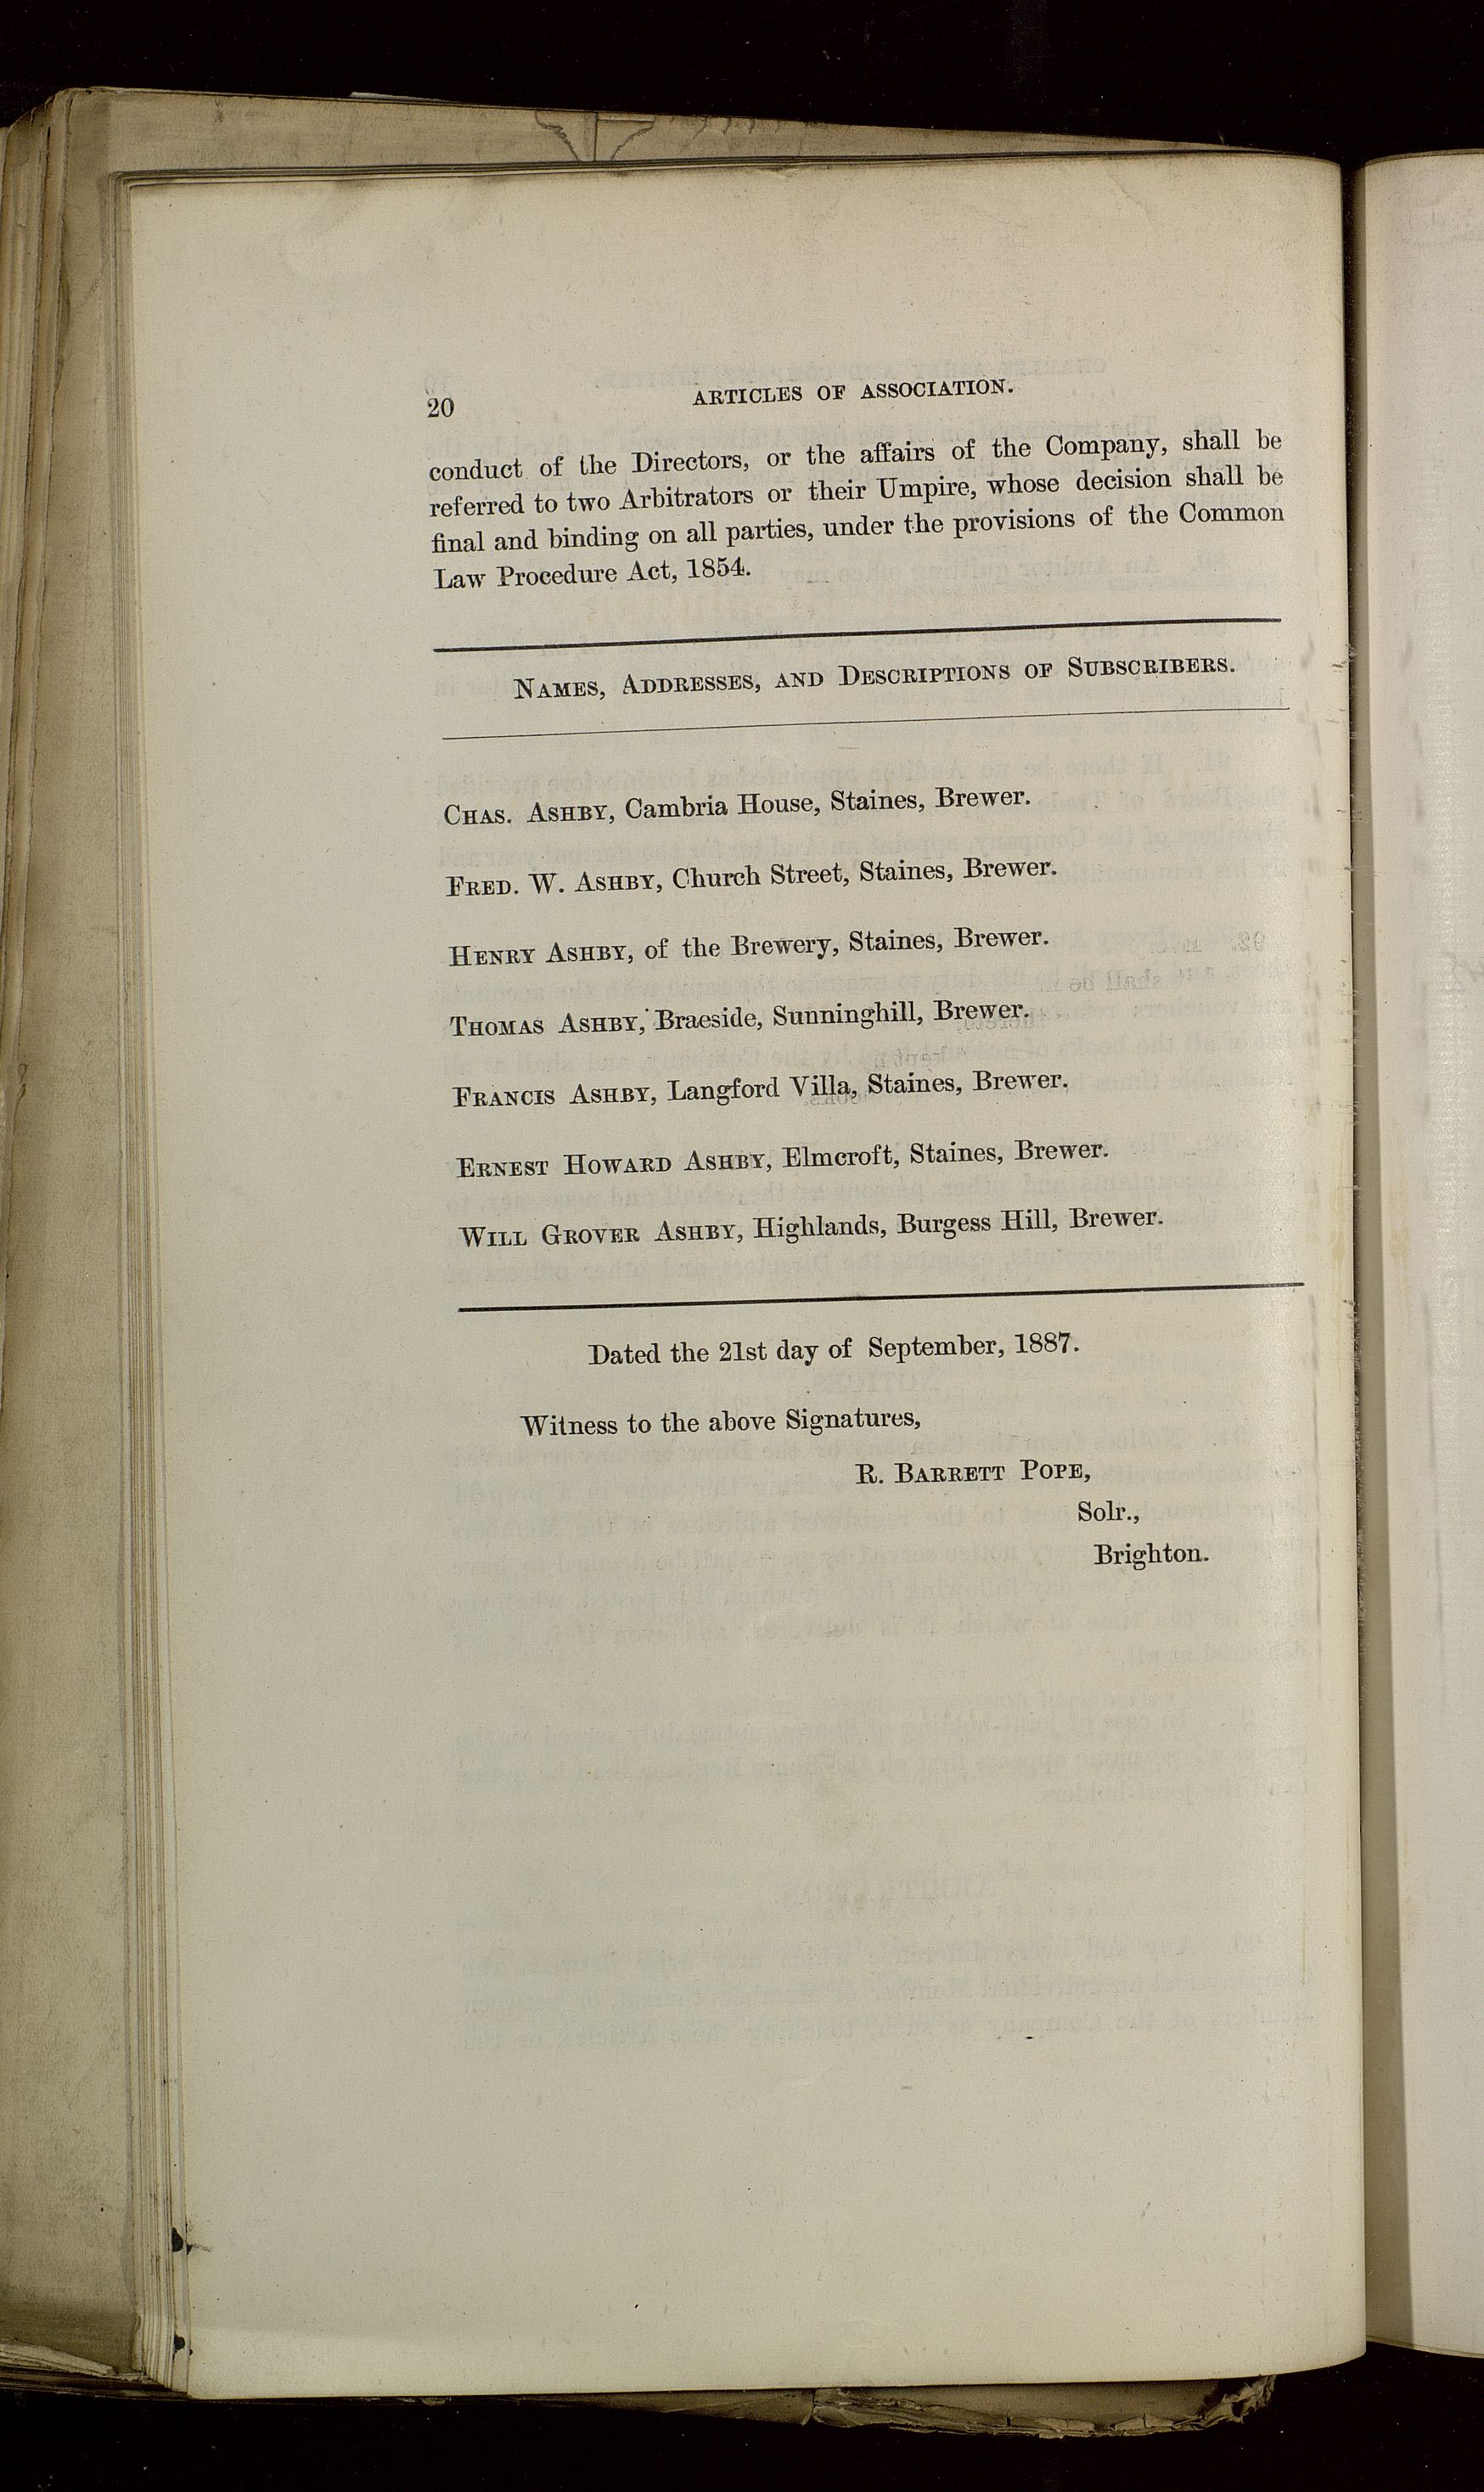 20
ARTICLES OF ASSOCIATION.
conduct of the Directors, or the affairs of the Company, shall be
referred to two Arbitrators or their Umpire, whose decision shall be
final and binding on all parties, under the provisions of the Common
Law Procedure Act, 1854.
NAMES, ADDRESSES, AND DESCRIPTIONS OF SUBSCRIBERS.
CHAS. ASHBY, Cambria House, Staines, Brewer.
FRED. W. ASHBY, Church Street, Staines, Brewer.
HENRY ASHBY, of the Brewery, Staines, Brewer.
THOMAS ASHBY, Braeside, Sunninghill, Brewer.
FRANCIS ASHBY, Langford Villa, Staines, Brewer.
ERNEST HOWARD ASHBY, Elmcroft, Staines, Brewer.
WILL GROVER ASHBY, Highlands, Burgess Hill, Brewer.
Dated the 21st day of September, 1887.
Witness to the above Signatures,
R. BARRETT POPE,
Solr.,
Brighton.